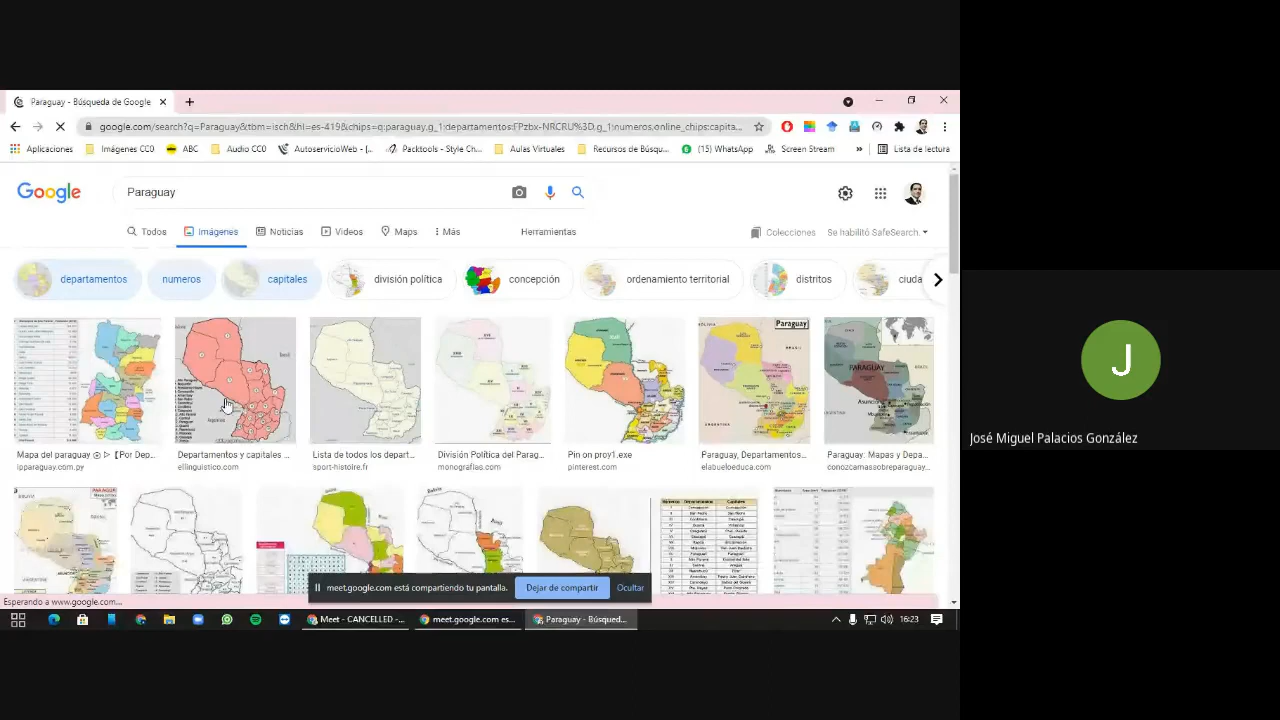 Paraguay - Búsqueda de Google
google.com/search?q=Paraguay&tbm=isch&hl=es-419&chips=q:paraguay,g_1:departamentos:FPzbx-NRCRU%3D,g_1:numeros,online_chips:capita...
Aplicaciones
Imágenes CC0
ABC
Audio CC0
AutoservicioWeb - [...
Packtools - Style Ch...
Aulas Virtuales
Recursos de Búsqu...
(15) WhatsApp
Screen Stream
»
Lista de lectura
Google
Paraguay
Todos
Imágenes
Noticias
Videos
Maps
Más
Herramientas
Colecciones
Se habilitó SafeSearch.
departamentos
numeros
capitales
división política
concepción
ordenamiento territorial
distritos
ciuda
Paraguay
PARAGUAY
Mapa del paraguay ◎ ▷ 【Por Dep...
ipparaguay.com.py
Departamentos y capitales ...
ellinguistico.com
Lista de todos los depart...
sport-histoire.fr
División Política del Parag...
monografias.com
Pin on proy1.exe
pinterest.com
Paraguay, Departamentos...
elabueloeduca.com
Paraguay: Mapas y Depa...
conozcamassobreparaguay...
meet.google.com está compartiendo tu pantalla.
Dejar de compartir
Ocultar
Esperando a www.google.com...
Meet - CANCELLED -...
meet.google.com es...
Paraguay - Búsqued...
16:23
J
José Miguel Palacios González